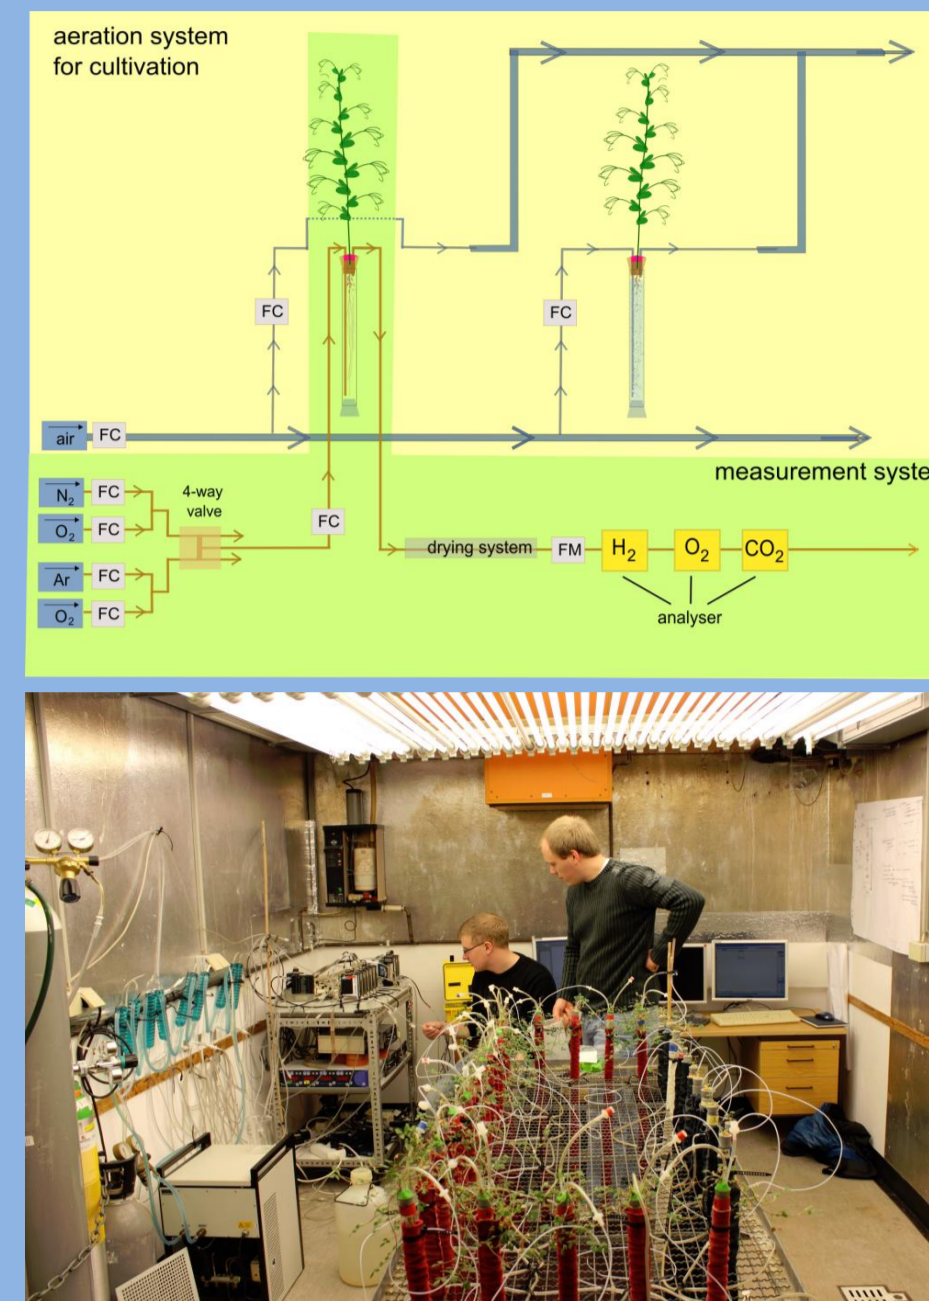 aeration system
for cultivation
FC
FC
air
FC
measurement syste
N₂
FC
4-way
valve
O₂
FC
FC
drying system
FM
H₂
O₂
CO₂
Ar
FC
analyser
O₂
FC